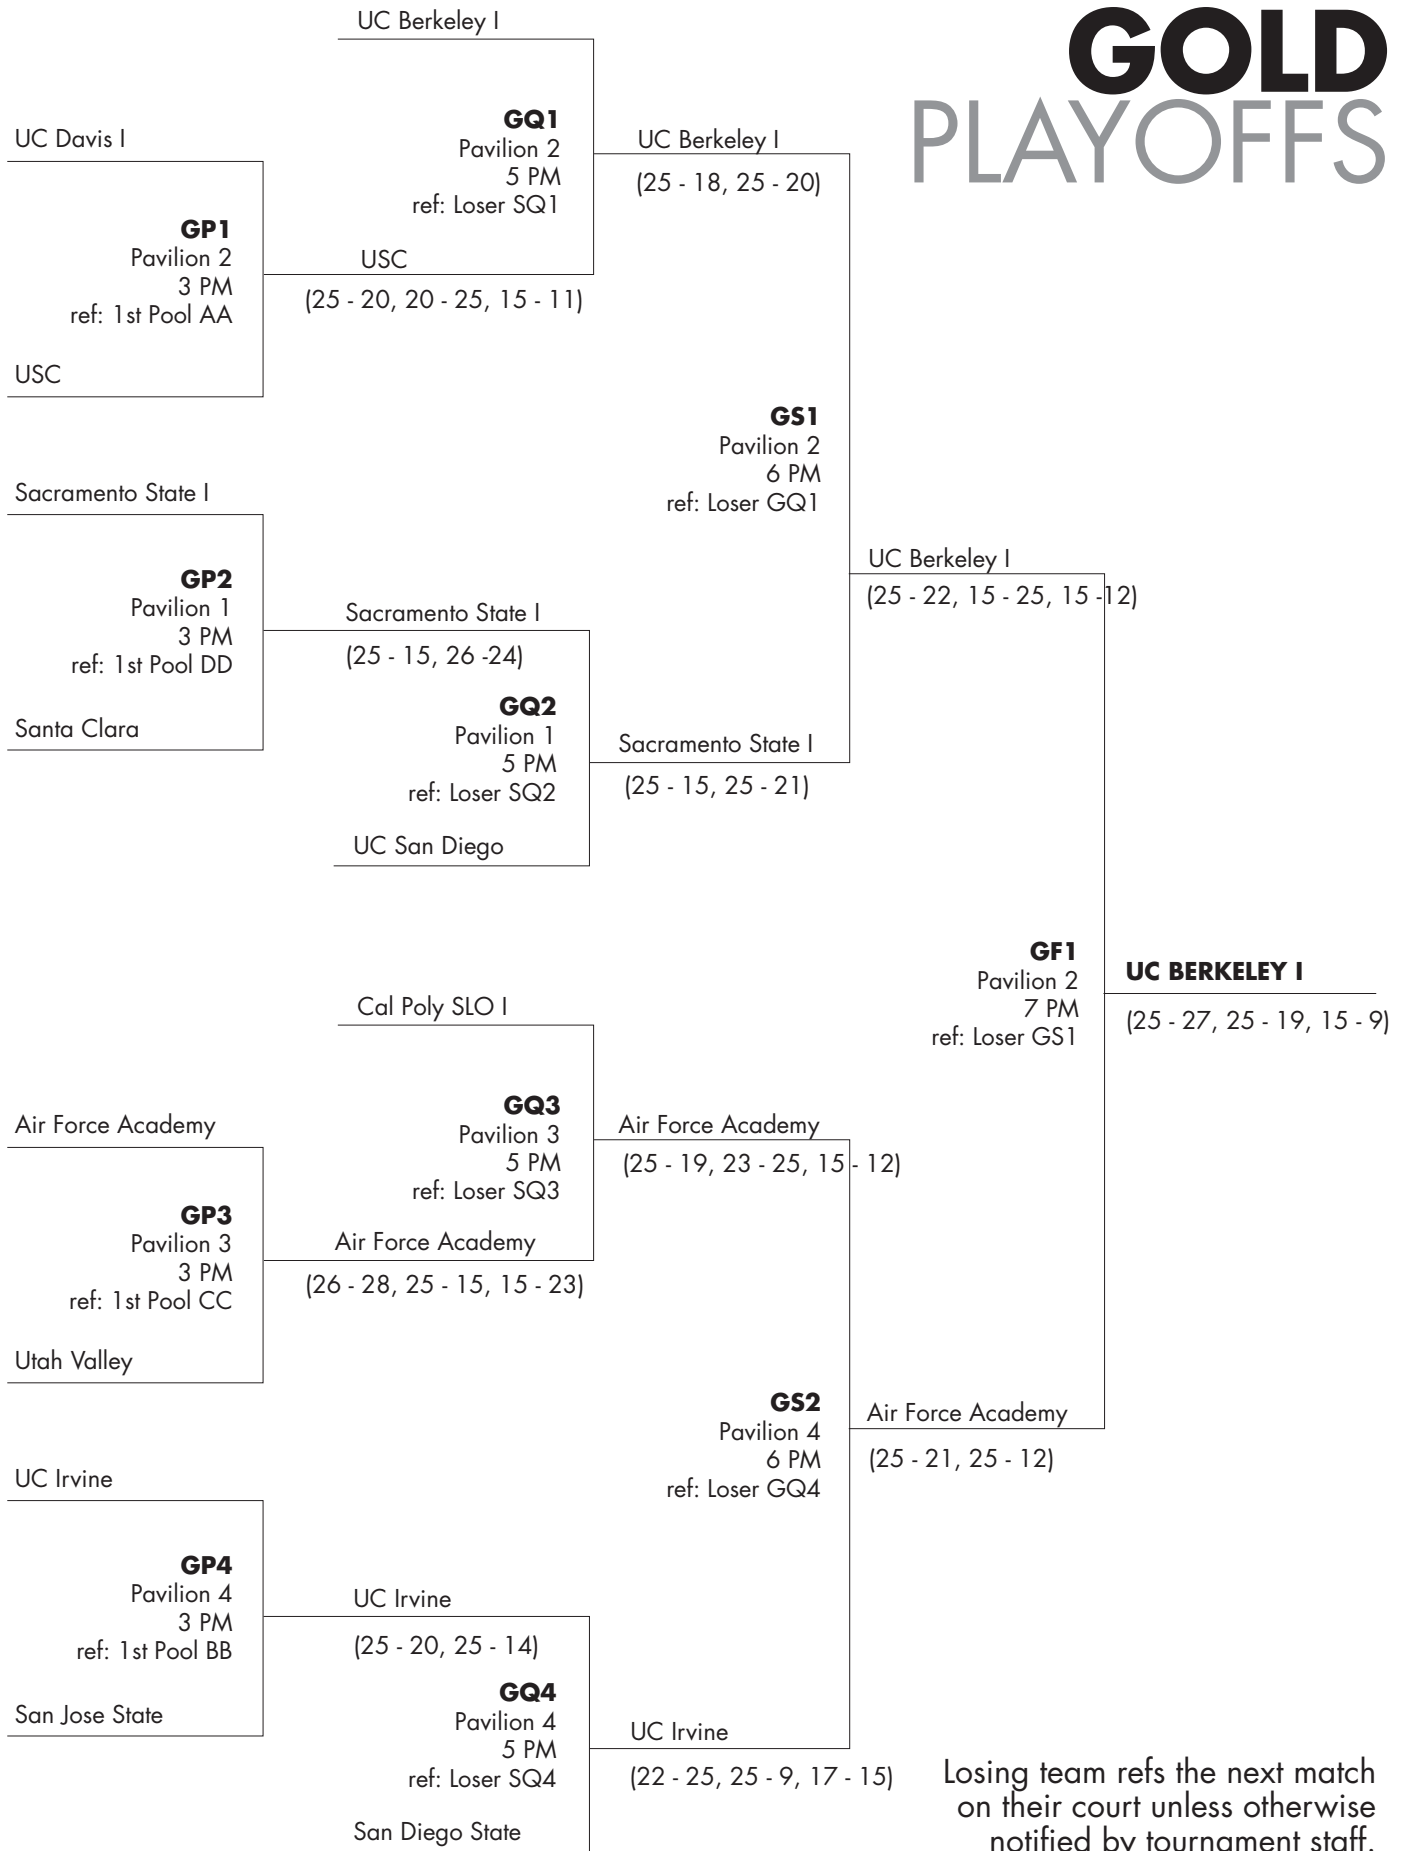 GOLD
PLAYOFFS
UC Berkeley I
GQ1
Pavilion 2
5 PM
ref: Loser SQ1
UC Davis I
GP1
Pavilion 2
3 PM
ref: 1st Pool AA
USC
USC
(25 - 20, 20 - 25, 15 - 11)
UC Berkeley I
(25 - 18, 25 - 20)
GS1
Pavilion 2
6 PM
ref: Loser GQ1
Sacramento State I
GP2
Pavilion 1
3 PM
ref: 1st Pool DD
Santa Clara
Sacramento State I
(25 - 15, 26 -24)
GQ2
Pavilion 1
5 PM
ref: Loser SQ2
UC San Diego
Sacramento State I
(25 - 15, 25 - 21)
UC Berkeley I
(25 - 22, 15 - 25, 15 -12)
GF1
Pavilion 2
7 PM
ref: Loser GS1
UC BERKELEY I
(25 - 27, 25 - 19, 15 - 9)
Cal Poly SLO I
GQ3
Pavilion 3
5 PM
ref: Loser SQ3
Air Force Academy
GP3
Pavilion 3
3 PM
ref: 1st Pool CC
Utah Valley
Air Force Academy
(26 - 28, 25 - 15, 15 - 23)
Air Force Academy
(25 - 19, 23 - 25, 15 - 12)
GS2
Pavilion 4
6 PM
ref: Loser GQ4
Air Force Academy
(25 - 21, 25 - 12)
UC Irvine
GP4
Pavilion 4
3 PM
ref: 1st Pool BB
San Jose State
UC Irvine
(25 - 20, 25 - 14)
GQ4
Pavilion 4
5 PM
ref: Loser SQ4
San Diego State
UC Irvine
(22 - 25, 25 - 9, 17 - 15)
Losing team refs the next match
on their court unless otherwise
notified by tournament staff.